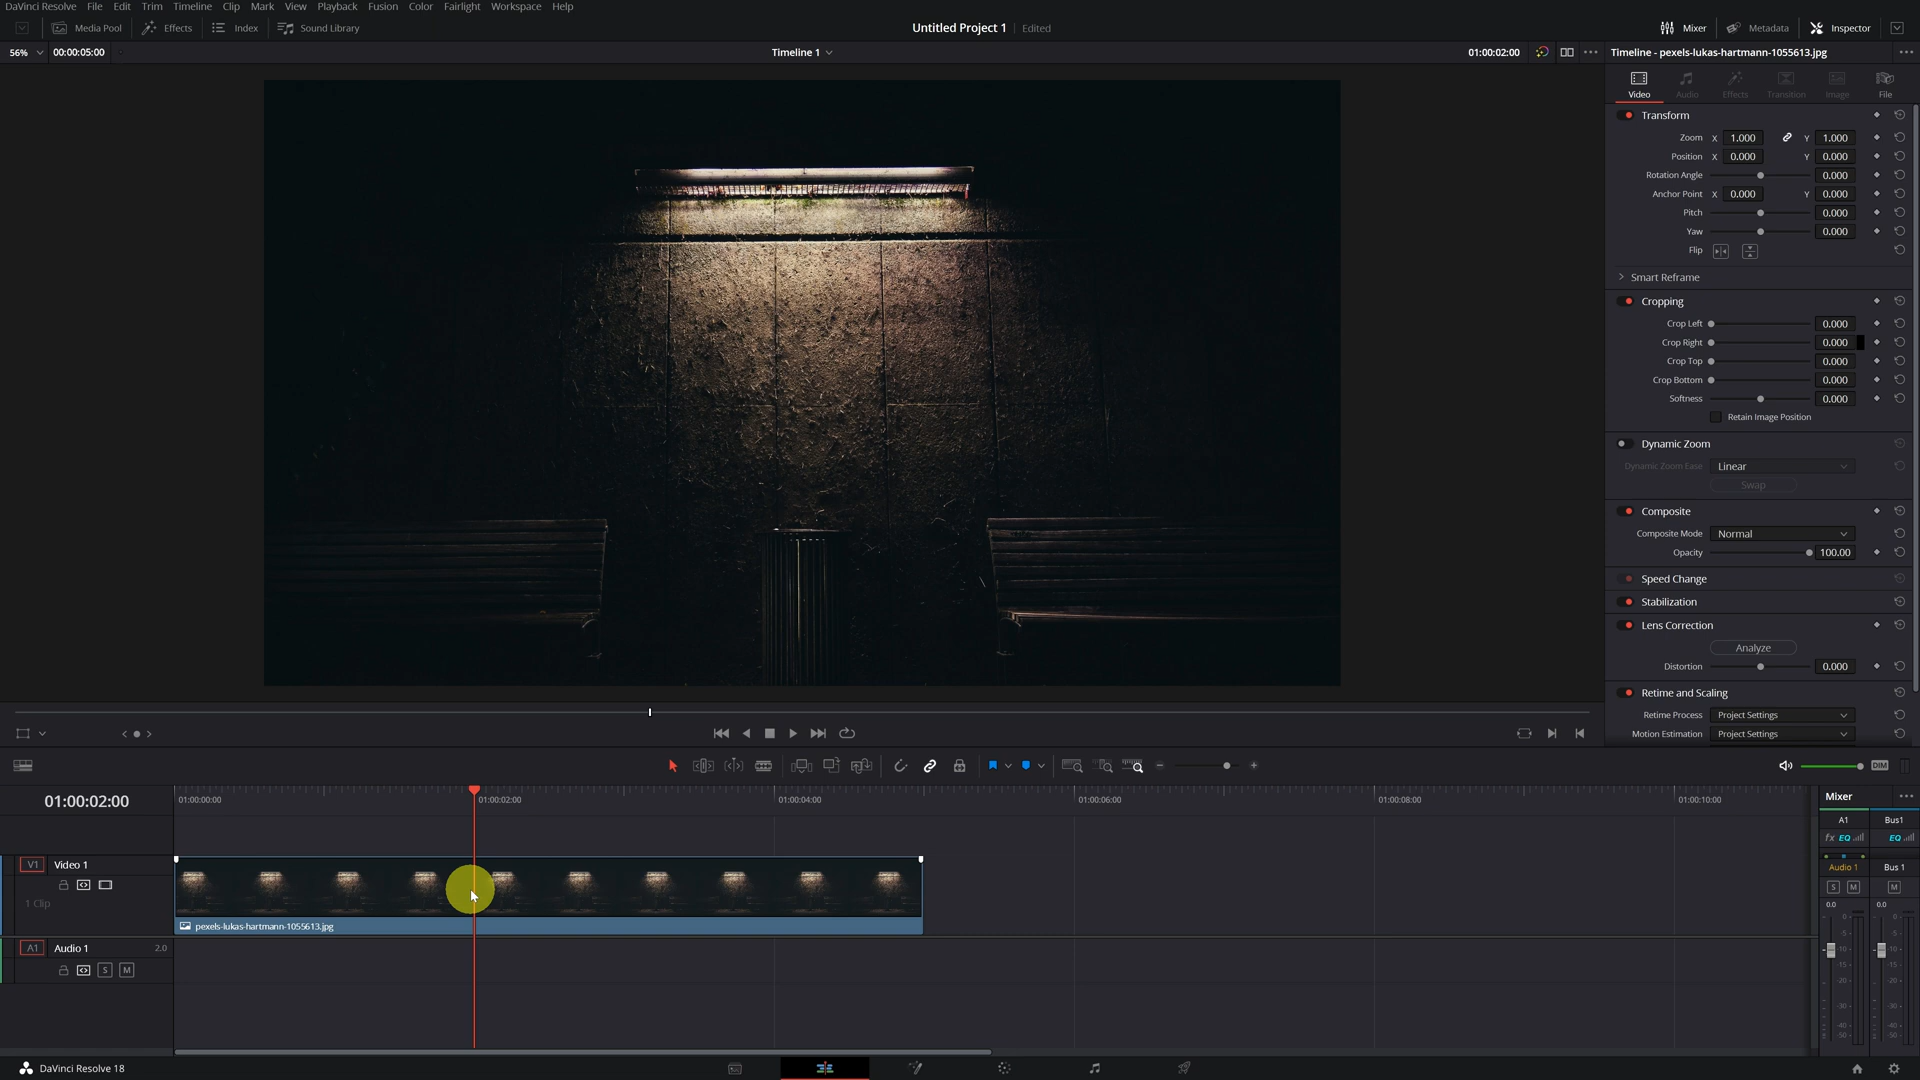 DaVinci Resolve File Edit Trim Timeline Clip Mark View Playback Fusion Color Fairlight Workspace Help
Media Pool Effects Index Sound Library Untitled Project 1 Edited Mixer Metadata Inspector
56% 00:00:05:00 Timeline 1 01:00:02:00 Timeline - pexels-lukas-hartmann-1055613.jpg
Video Audio Effects Transition Image File
Transform
Zoom X 1.000 Y 1.000
Position X 0.000 Y 0.000
Rotation Angle 0.000
Anchor Point X 0.000 Y 0.000
Pitch 0.000
Yaw 0.000
Flip
Smart Reframe
Cropping
Crop Left 0.000
Crop Right 0.000
Crop Top 0.000
Crop Bottom 0.000
Softness 0.000
Retain Image Position
Dynamic Zoom
Dynamic Zoom Ease Linear
Swap
Composite
Composite Mode Normal
Opacity 100.00
Speed Change
Stabilization
Lens Correction
Analyze
Distortion 0.000
Retime and Scaling
Retime Process Project Settings
Motion Estimation Project Settings
DIM
01:00:02:00 01:00:00:00 01:00:02:00 01:00:04:00 01:00:06:00 01:00:08:00 01:00:10:00 Mixer
A1 Bus1
fx EQ EQ
V1 Video 1 Audio 1 Bus 1
S M M
1 Clip 0.0 0.0
pexels-lukas-hartmann-1055613.jpg
A1 Audio 1 2.0
S M
DaVinci Resolve 18